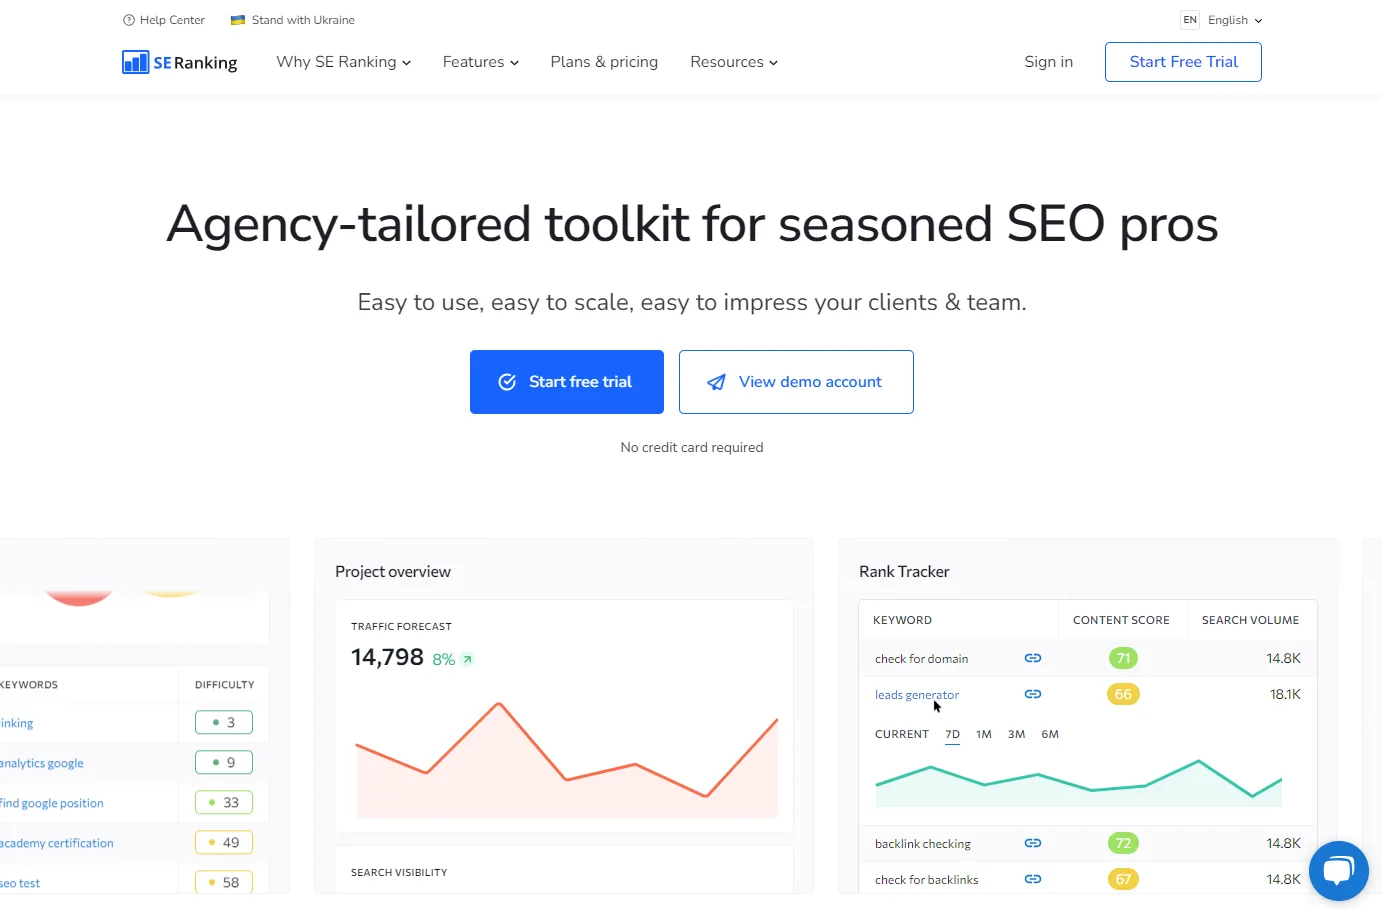 Help Center Stand with Ukraine EN English
SE Ranking Why SE Ranking Features Plans & pricing Resources Sign in Start Free Trial
Agency-tailored toolkit for seasoned SEO pros
Easy to use, easy to scale, easy to impress your clients & team.
Start free trial View demo account
No credit card required
KEYWORDS DIFFICULTY
3
analytics google 9
find google position 33
academy certification 49
seo test 58
Project overview
TRAFFIC FORECAST
14,798 8%
SEARCH VISIBILITY
Rank Tracker
KEYWORD CONTENT SCORE SEARCH VOLUME
check for domain 71 14.8K
leads generator 66 18.1K
CURRENT 7D 1M 3M 6M
backlink checking 72 14.8K
check for backlinks 67 14.8K